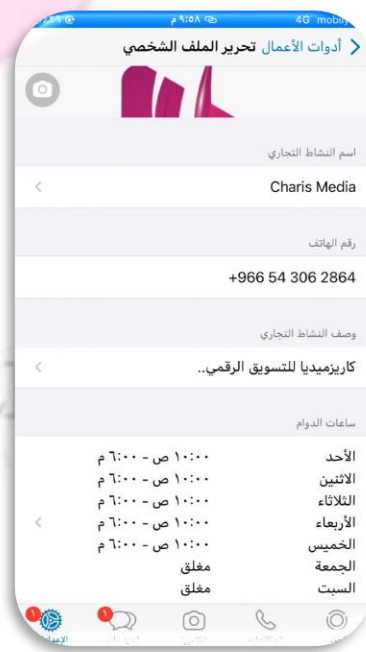 4G mobily
٩:٥٨ م
أدوات الأعمال تحرير الملف الشخصي
اسم النشاط التجاري
Charis Media
رقم الهاتف
+966 54 306 2864
وصف النشاط التجاري
كاريزميديا للتسويق الرقمي..
ساعات الدوام
الأحد ١٠:٠٠ ص - ٦:٠٠ م
الاثنين ١٠:٠٠ ص - ٦:٠٠ م
الثلاثاء ١٠:٠٠ ص - ٦:٠٠ م
الأربعاء ١٠:٠٠ ص - ٦:٠٠ م
الخميس ١٠:٠٠ ص - ٦:٠٠ م
الجمعة مغلق
السبت مغلق
١
١